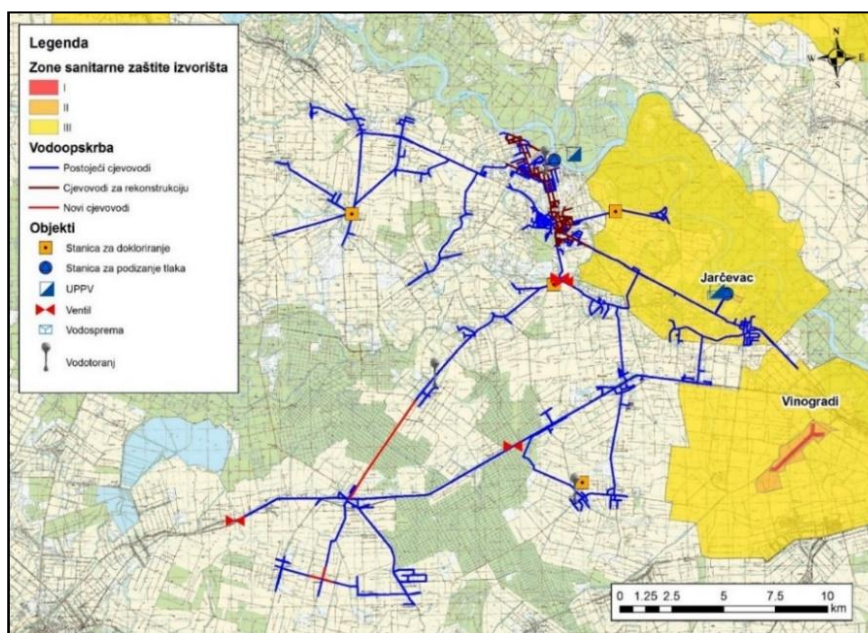 Legenda
Zone sanitarne zaštite izvorišta
I
II
III
Vodoopskrba
Postojeći cjevovodi
Cjevovodi za rekonstrukciju
Novi cjevovodi
Objekti
Stanica za dokloriranje
Stanica za podizanje tlaka
UPPV
Ventil
Vodosprema
Vodotoranj
N
W E
S
Jarčevac
Vinogradi
0 1.25 2.5 5 7.5 10
km